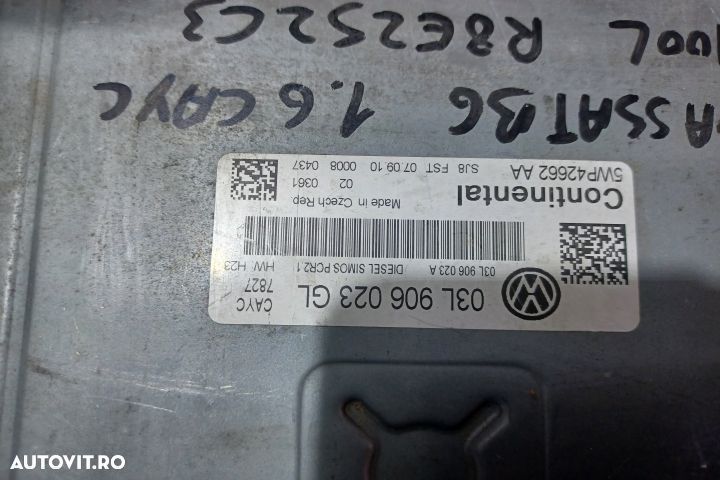 CAYC
03L 906 023 GL 7827
03L 906 023 A DIESEL SIMOS PCR2.1 HW: H23
Made in Czech Rep
Continental 02 0361
5WP42662 AA SJ8 FST 07.09.10 0008 0437
ASSAT B6 1.6 CAYC
R8E252C3
AUTOVIT.RO